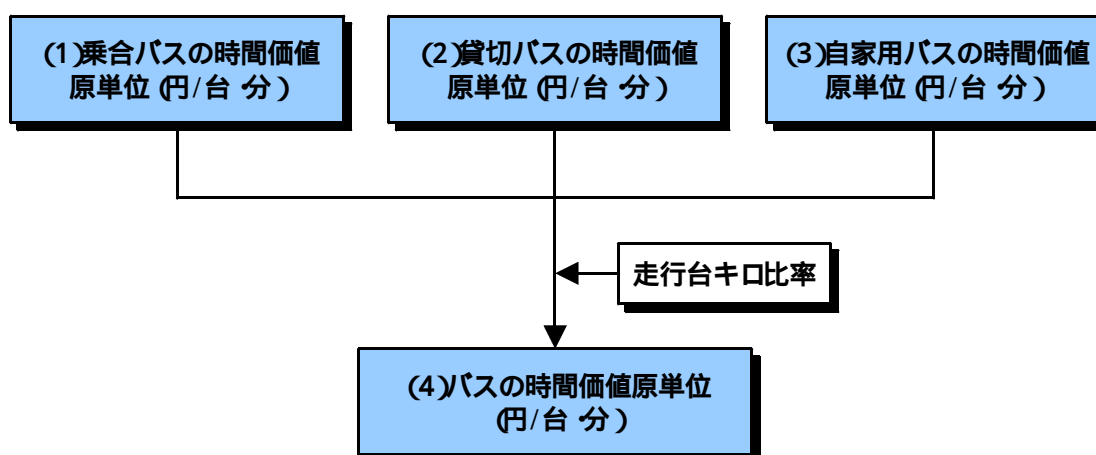 (1)乗合バスの時間価値
原単位（円/台・分）
(2)貸切バスの時間価値
原単位（円/台・分）
(3)自家用バスの時間価値
原単位（円/台・分）
走行台キロ比率
(4)バスの時間価値原単位
（円/台・分）